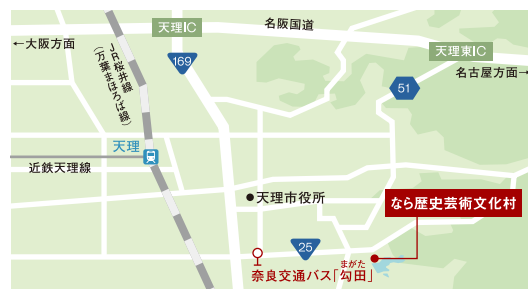 天理IC
名阪国道
←大阪方面
天理東IC
名古屋方面→
JR桜井線
(万葉まほろば線)
169
51
天理
近鉄天理線
●天理市役所
なら歴史芸術文化村
25
まがた
奈良交通バス「勾田」